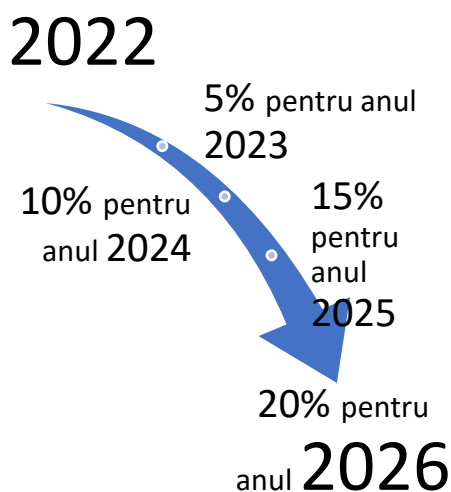 2022
5% pentru anul
2023
10% pentru
anul 2024
15%
pentru
anul
2025
20% pentru
anul 2026